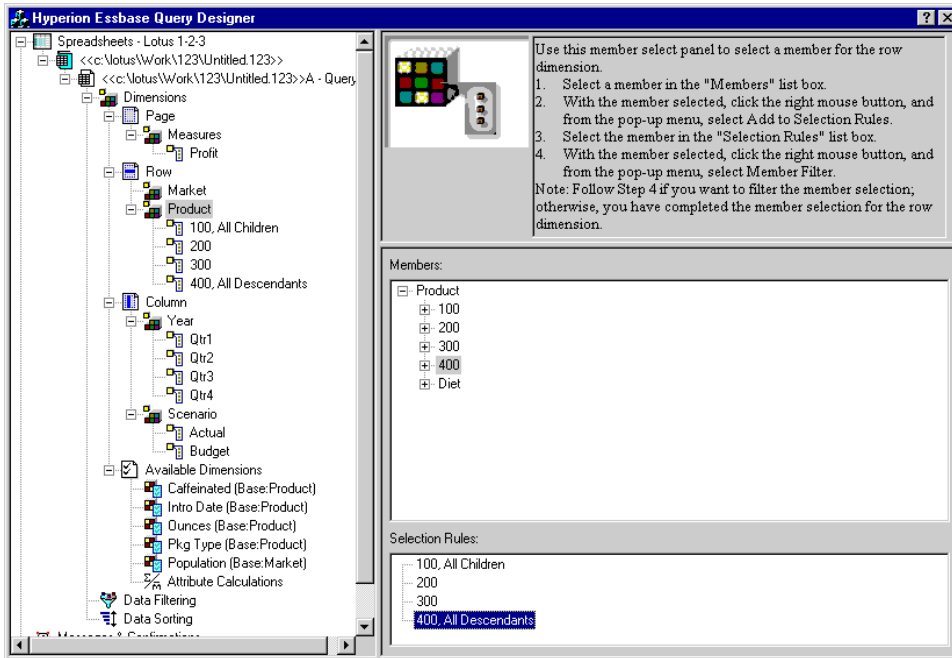 Hyperion Essbase Query Designer
Spreadsheets - Lotus 1-2-3
<<c:\lotus\Work\123\Untitled.123>>
<<c:\lotus\Work\123\Untitled.123>>A - Query
Dimensions
Page
Measures
Profit
Row
Market
Product
100, All Children
200
300
400, All Descendants
Column
Year
Qtr1
Qtr2
Qtr3
Qtr4
Scenario
Actual
Budget
Available Dimensions
Caffeinated (Base:Product)
Intro Date (Base:Product)
Ounces (Base:Product)
Pkg Type (Base:Product)
Population (Base:Market)
Attribute Calculations
Data Filtering
Data Sorting
Use this member select panel to select a member for the row
dimension.
1. Select a member in the "Members" list box.
2. With the member selected, click the right mouse button, and
from the pop-up menu, select Add to Selection Rules.
3. Select the member in the "Selection Rules" list box.
4. With the member selected, click the right mouse button, and
from the pop-up menu, select Member Filter.
Note: Follow Step 4 if you want to filter the member selection;
otherwise, you have completed the member selection for the row
dimension.
Members:
Product
100
200
300
400
Diet
Selection Rules:
100, All Children
200
300
400, All Descendants